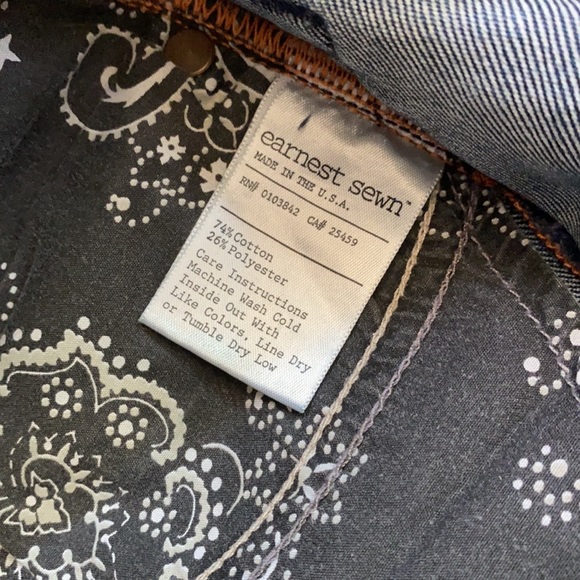 earnest sewn™
MADE IN THE U.S.A.
RN# 0103842 CA# 25459
74% Cotton
26% Polyester
Care Instructions
Machine Wash Cold
Inside Out With
Like Colors. Line Dry
or Tumble Dry Low